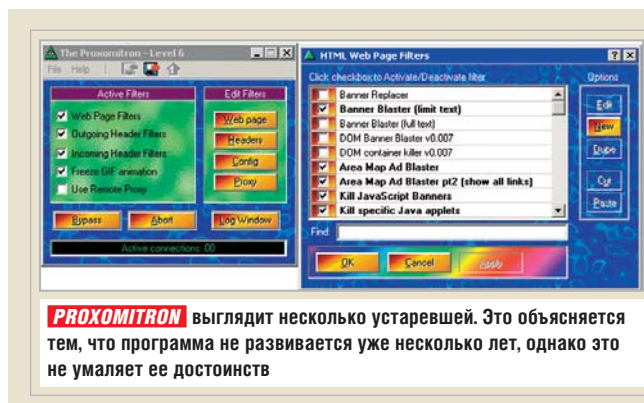 The Proxomitron - Level 6
File Help
Active Filters
Edit Filters
Web Page Filters
Outgoing Header Filters
Incoming Header Filters
Freeze GIF animation
Use Remote Proxy
Web page
Headers
Config
Proxy
Bypass
Abort
Log Window
Active connections: 00
HTML Web Page Filters
Click checkbox to Activate/Deactivate filter
Options
Banner Replacer
Banner Blaster (limit text)
Banner Blaster (full text)
DOM Banner Blaster v0.007
DOM container killer v0.007
Area Map Ad Blaster
Area Map Ad Blaster pt2 (show all links)
Kill JavaScript Banners
Kill specific Java applets
Edit
New
Dupe
Cut
Paste
Find
OK
Cancel
Apply
PROXOMITRON выглядит несколько устаревшей. Это объясняется
тем, что программа не развивается уже несколько лет, однако это
не умаляет ее достоинств